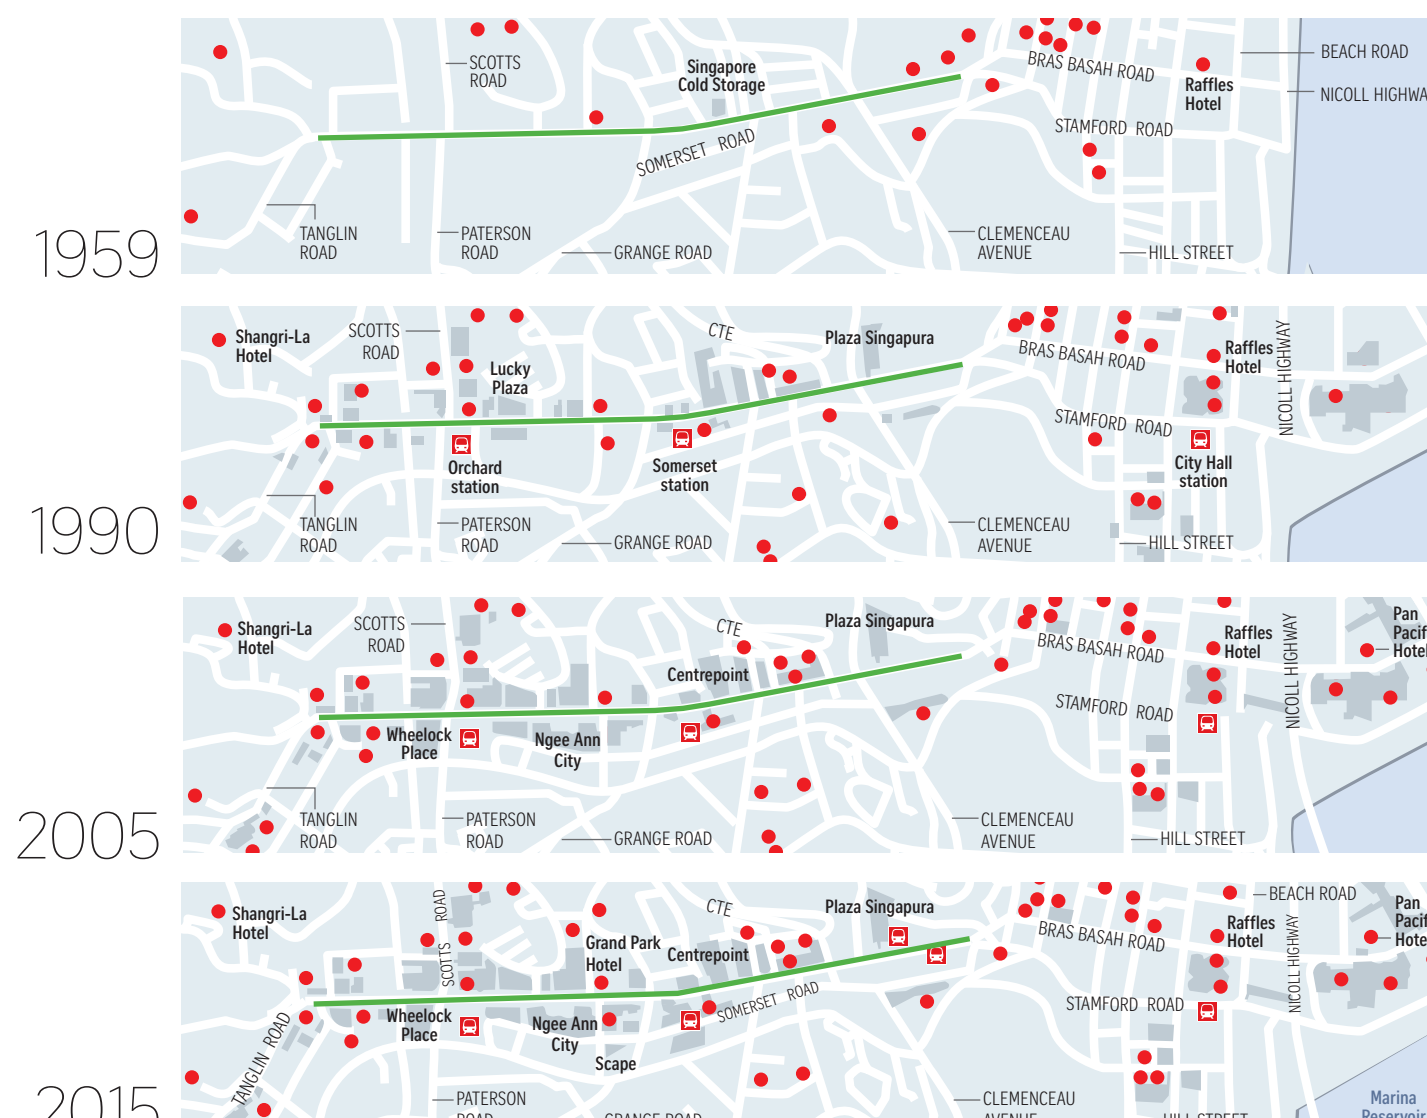 1959
SCOTTS
ROAD
Singapore
Cold Storage
BRAS BASAH ROAD
Raffles
Hotel
BEACH ROAD
NICOLL HIGHWA
STAMFORD ROAD
SOMERSET ROAD
TANGLIN
ROAD
PATERSON
ROAD
GRANGE ROAD
CLEMENCEAU
AVENUE
HILL STREET
1990
Shangri-La
Hotel
SCOTTS
ROAD
Lucky
Plaza
CTE
Plaza Singapura
BRAS BASAH ROAD
Raffles
Hotel
NICOLL HIGHWAY
STAMFORD ROAD
Orchard
station
Somerset
station
City Hall
station
TANGLIN
ROAD
PATERSON
ROAD
GRANGE ROAD
CLEMENCEAU
AVENUE
HILL STREET
2005
Shangri-La
Hotel
SCOTTS
ROAD
CTE
Plaza Singapura
Centrepoint
BRAS BASAH ROAD
Raffles
Hotel
NICOLL HIGHWAY
Pan
Pacif
Hotel
STAMFORD ROAD
Wheelock
Place
Ngee Ann
City
TANGLIN
ROAD
PATERSON
ROAD
GRANGE ROAD
CLEMENCEAU
AVENUE
HILL STREET
2015
Shangri-La
Hotel
SCOTTS ROAD
Grand Park
Hotel
CTE
Centrepoint
Plaza Singapura
BRAS BASAH ROAD
BEACH ROAD
Raffles
Hotel
NICOLL HIGHWAY
Pan
Pacif
Hote
STAMFORD ROAD
SOMERSET ROAD
Wheelock
Place
Ngee Ann
City
Scape
TANGLIN ROAD
PATERSON
ROAD
GRANGE ROAD
CLEMENCEAU
AVENUE
HILL STREET
Marina
Reservoir